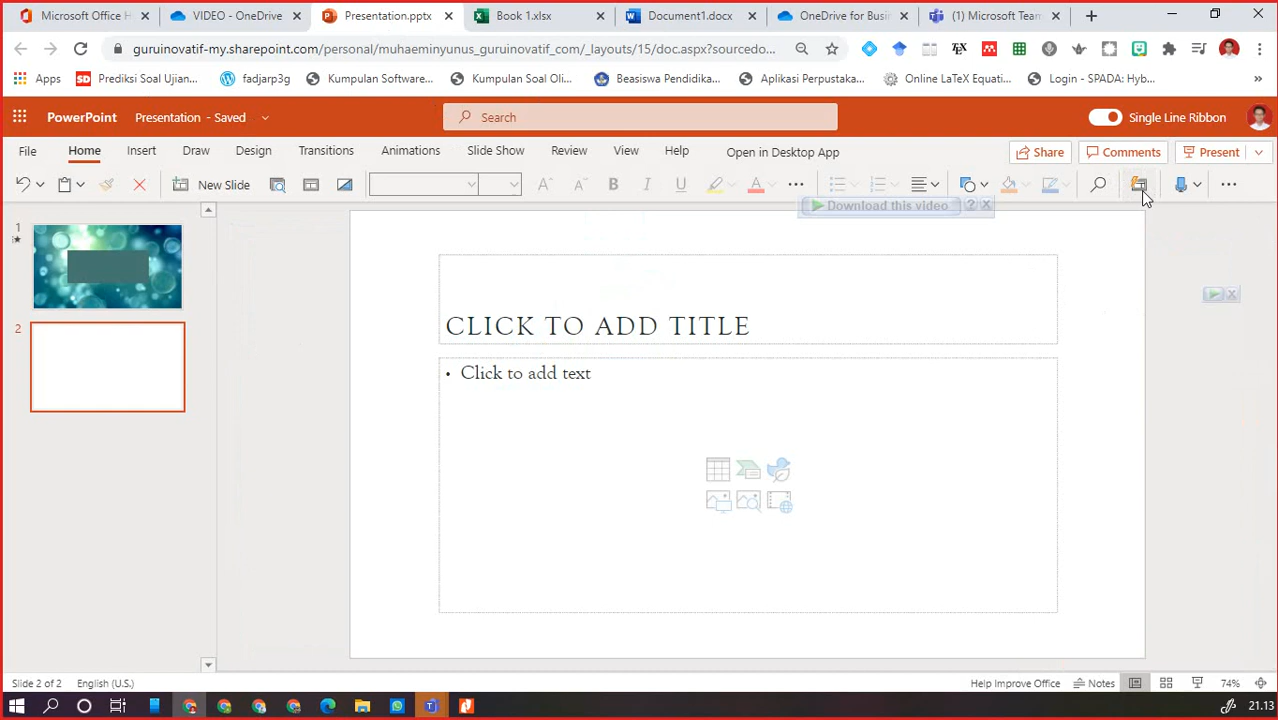 Microsoft Office H
VIDEO - OneDrive
Presentation.pptx
Book 1.xlsx
Document1.docx
OneDrive for Busin
(1) Microsoft Team
guruinovatif-my.sharepoint.com/personal/muhaeminyunus_guruinovatif_com/_layouts/15/doc.aspx?sourcedo...
Apps
Prediksi Soal Ujian...
fadjarp3g
Kumpulan Software...
Kumpulan Soal Oli...
Beasiswa Pendidika...
Aplikasi Perpustaka...
Online LaTeX Equati...
Login - SPADA: Hyb...
»
PowerPoint
Presentation - Saved
Search
Single Line Ribbon
File
Home
Insert
Draw
Design
Transitions
Animations
Slide Show
Review
View
Help
Open in Desktop App
Share
Comments
Present
New Slide
Download this video
1
2
CLICK TO ADD TITLE
• Click to add text
Slide 2 of 2
English (U.S.)
Help Improve Office
Notes
74%
21.13